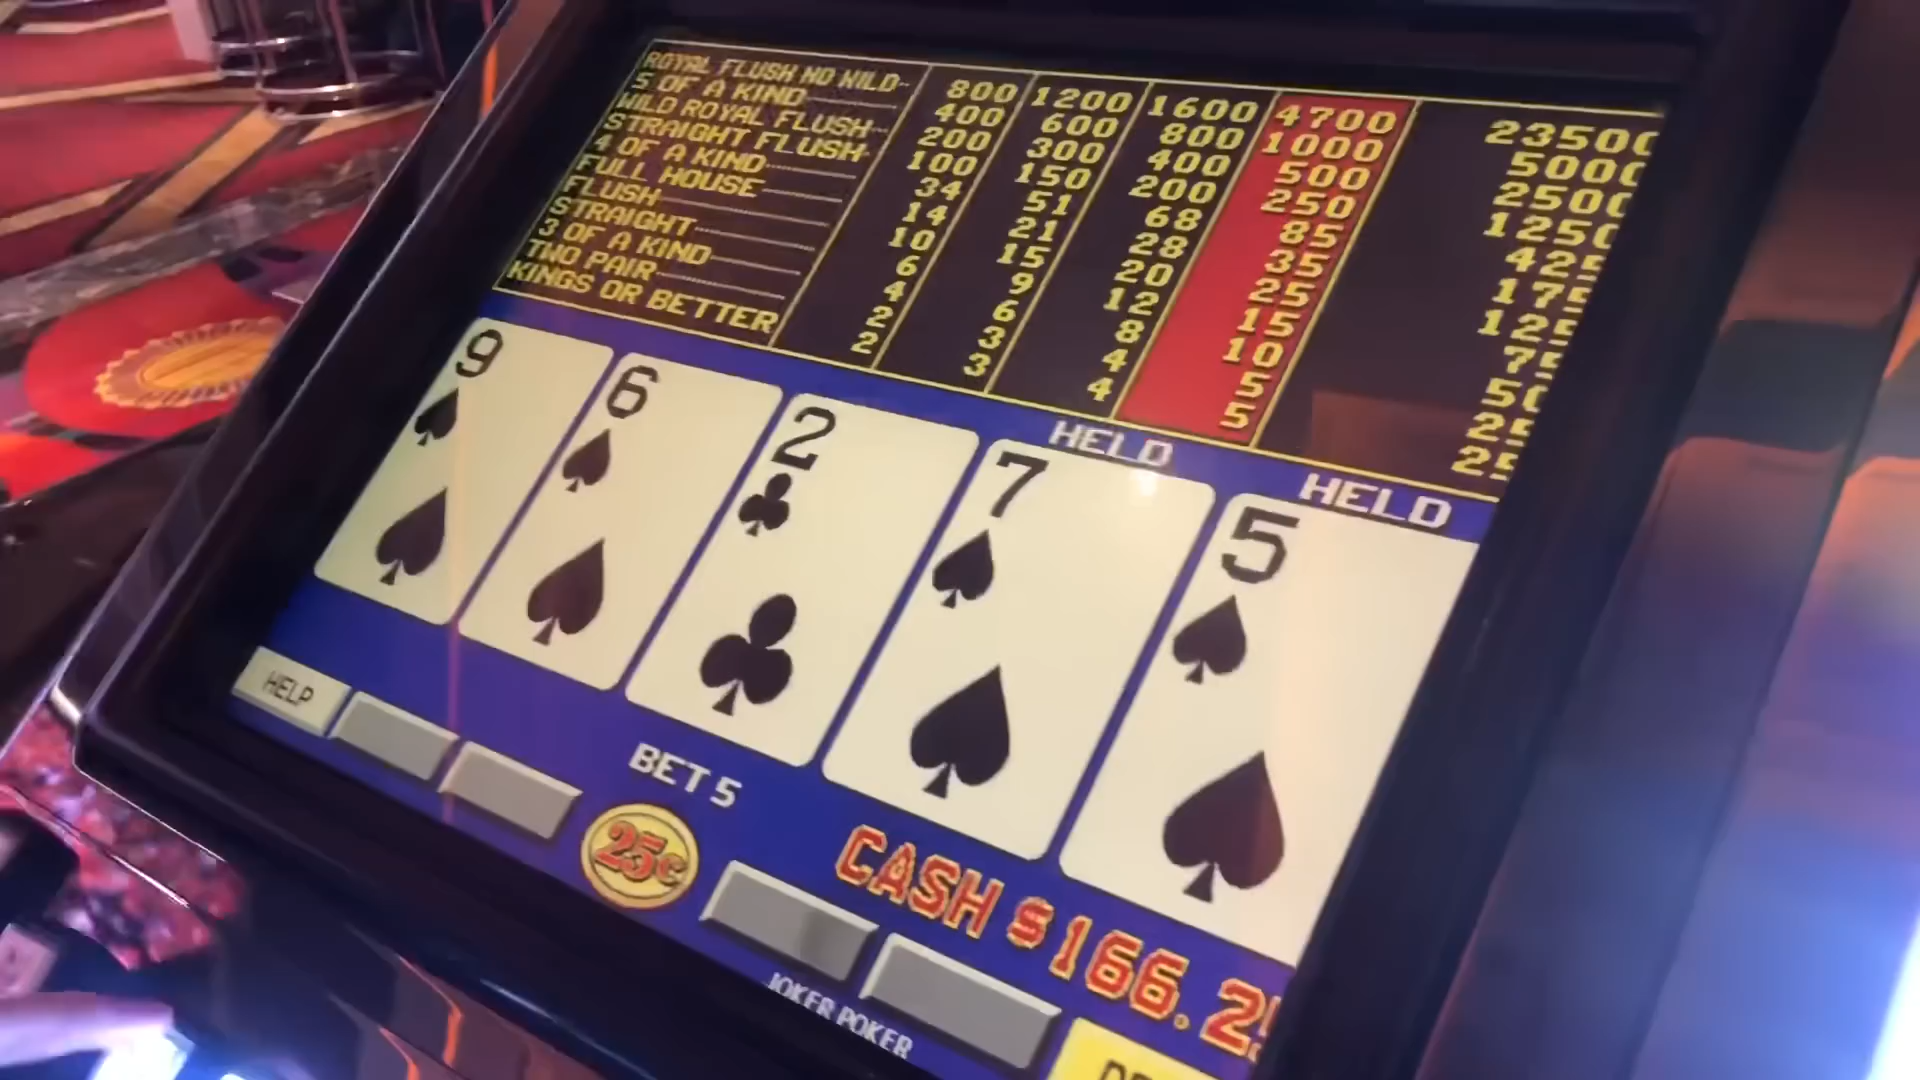 ROYAL FLUSH NO WILD 800 1200 1600 4700
5 OF A KIND 400 600 800 1000
WILD ROYAL FLUSH 200 300 400 500
STRAIGHT FLUSH 100 150 200 250
4 OF A KIND 34 51 68 85
FULL HOUSE 14 21 28 35
FLUSH 10 15 20 25
STRAIGHT 6 9 12 15
3 OF A KIND 4 6 8 10
TWO PAIR 2 3 4 5
KINGS OR BETTER 2 3 4 5
HELD HELD
9 6 2 7 5
HELP
BET 5
25¢
CASH $166.2
JOKER POKER